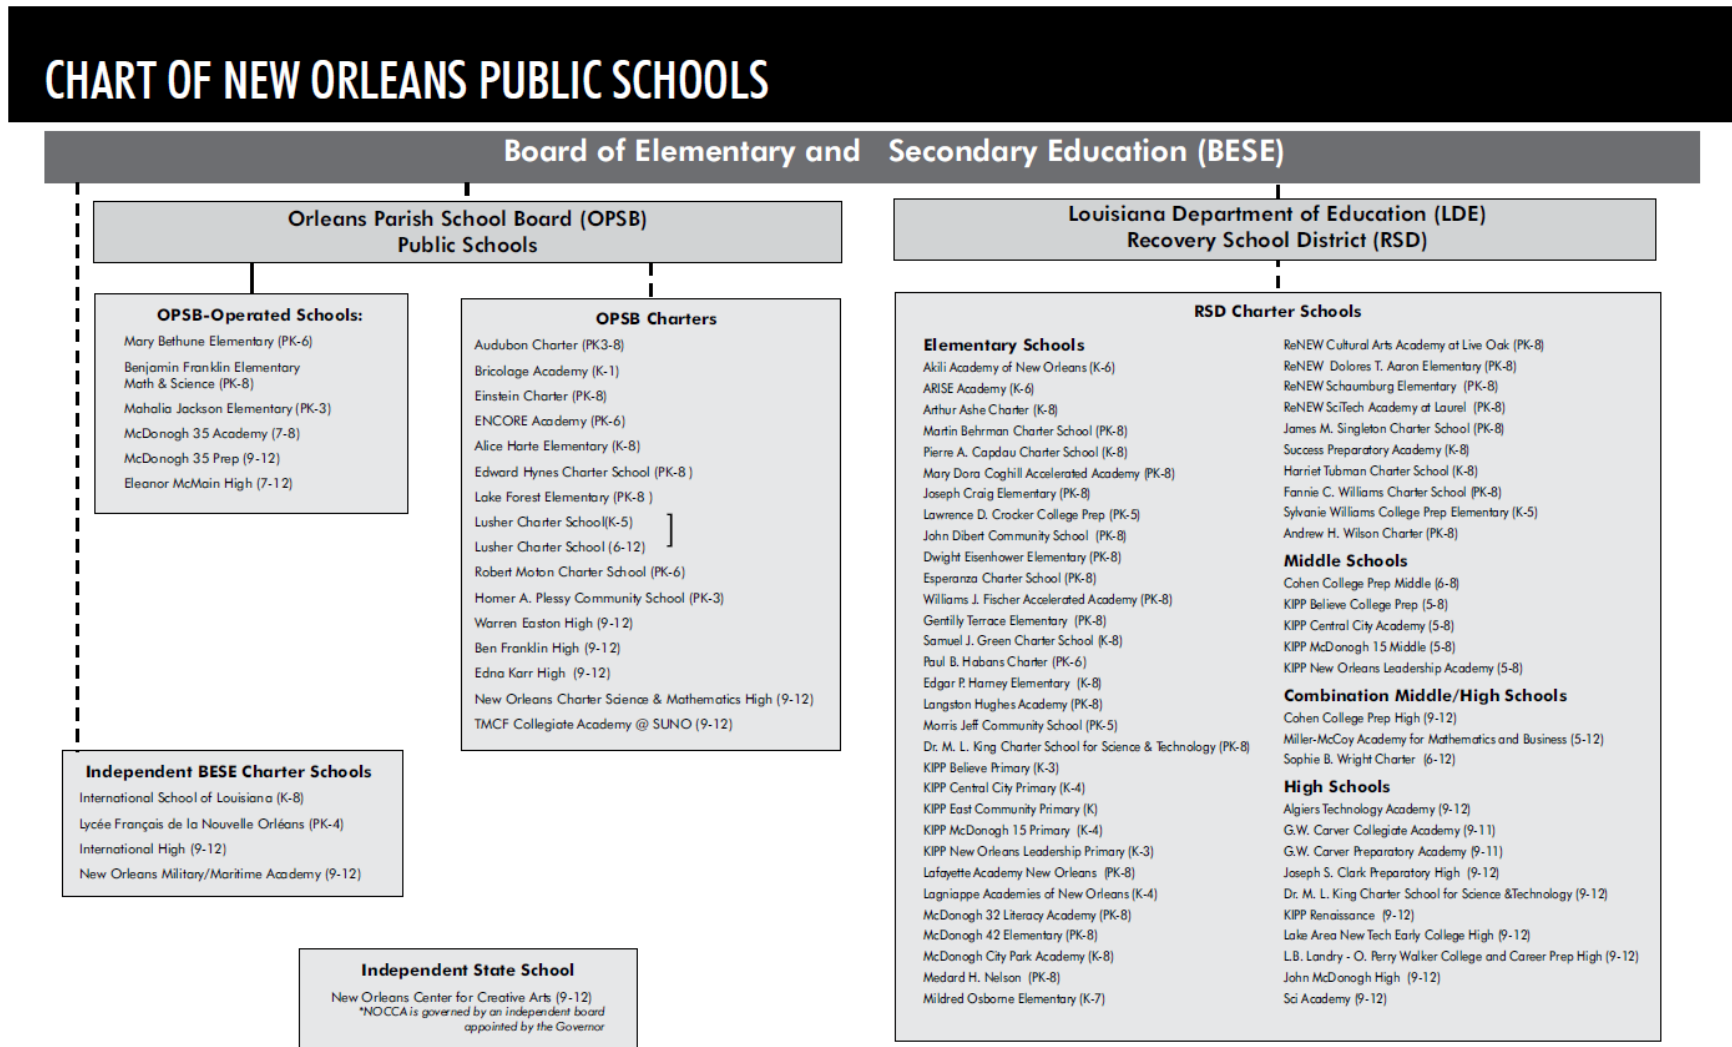 CHART OF NEW ORLEANS PUBLIC SCHOOLS
Board of Elementary and Secondary Education (BESE)
Orleans Parish School Board (OPSB)
Public Schools
OPSB-Operated Schools:
Mary Bethune Elementary (PK-6)
Benjamin Franklin Elementary
Math & Science (PK-8)
Mahalia Jackson Elementary (PK-3)
McDonogh 35 Academy (7-8)
McDonogh 35 Prep (9-12)
Eleanor McMain High (7-12)
OPSB Charters
Audubon Charter (PK3-8)
Bricolage Academy (K-1)
Einstein Charter (PK-8)
ENCORE Academy (PK-6)
Alice Harte Elementary (K-8)
Edward Hynes Charter School (PK-8 )
Lake Forest Elementary (PK-8 )
Lusher Charter School(K-5)
Lusher Charter School (6-12)
Robert Moton Charter School (PK-6)
Homer A. Plessy Community School (PK-3)
Warren Easton High (9-12)
Ben Franklin High (9-12)
Edna Karr High (9-12)
New Orleans Charter Science & Mathematics High (9-12)
TMCF Collegiate Academy @ SUNO (9-12)
Independent BESE Charter Schools
International School of Louisiana (K-8)
Lycée Français de la Nouvelle Orléans (PK-4)
International High (9-12)
New Orleans Military/Maritime Academy (9-12)
Independent State School
New Orleans Center for Creative Arts (9-12)
*NOCCA is governed by an independent board
appointed by the Governor
Louisiana Department of Education (LDE)
Recovery School District (RSD)
RSD Charter Schools
Elementary Schools
Akili Academy of New Orleans (K-6)
ARISE Academy (K-6)
Arthur Ashe Charter (K-8)
Martin Behrman Charter School (PK-8)
Pierre A. Capdau Charter School (K-8)
Mary Dora Coghill Accelerated Academy (PK-8)
Joseph Craig Elementary (PK-8)
Lawrence D. Crocker College Prep (PK-5)
John Dibert Community School (PK-8)
Dwight Eisenhower Elementary (PK-8)
Esperanza Charter School (PK-8)
Williams J. Fischer Accelerated Academy (PK-8)
Gentilly Terrace Elementary (PK-8)
Samuel J. Green Charter School (K-8)
Paul B. Habans Charter (PK-6)
Edgar P. Harney Elementary (K-8)
Langston Hughes Academy (PK-8)
Morris Jeff Community School (PK-5)
Dr. M. L. King Charter School for Science & Technology (PK-8)
KIPP Believe Primary (K-3)
KIPP Central City Primary (K-4)
KIPP East Community Primary (K)
KIPP McDonogh 15 Primary (K-4)
KIPP New Orleans Leadership Primary (K-3)
Lafayette Academy New Orleans (PK-8)
Lagniappe Academies of New Orleans (K-4)
McDonogh 32 Literacy Academy (PK-8)
McDonogh 42 Elementary (PK-8)
McDonogh City Park Academy (K-8)
Medard H. Nelson (PK-8)
Mildred Osborne Elementary (K-7)
ReNEW Cultural Arts Academy at Live Oak (PK-8)
ReNEW Dolores T. Aaron Elementary (PK-8)
ReNEW Schaumburg Elementary (PK-8)
ReNEW SciTech Academy at Laurel (PK-8)
James M. Singleton Charter School (PK-8)
Success Preparatory Academy (K-8)
Harriet Tubman Charter School (K-8)
Fannie C. Williams Charter School (PK-8)
Sylvanie Williams College Prep Elementary (K-5)
Andrew H. Wilson Charter (PK-8)
Middle Schools
Cohen College Prep Middle (6-8)
KIPP Believe College Prep (5-8)
KIPP Central City Academy (5-8)
KIPP McDonogh 15 Middle (5-8)
KIPP New Orleans Leadership Academy (5-8)
Combination Middle/High Schools
Cohen College Prep High (9-12)
Miller-McCoy Academy for Mathematics and Business (5-12)
Sophie B. Wright Charter (6-12)
High Schools
Algiers Technology Academy (9-12)
G.W. Carver Collegiate Academy (9-11)
G.W. Carver Preparatory Academy (9-11)
Joseph S. Clark Preparatory High (9-12)
Dr. M. L. King Charter School for Science &Technology (9-12)
KIPP Renaissance (9-12)
Lake Area New Tech Early College High (9-12)
L.B. Landry - O. Perry Walker College and Career Prep High (9-12)
John McDonogh High (9-12)
Sci Academy (9-12)